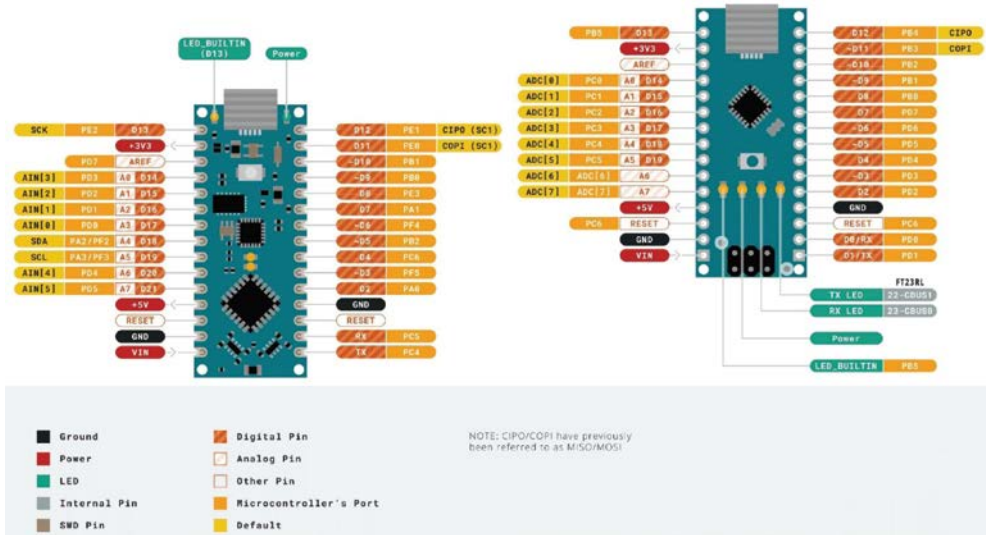 LED_BUILTIN
(D13)
Power
SCK PE2 D13
+3V3
PD7 AREF
AIN[3] PD3 A0 D14
AIN[2] PD2 A1 D15
AIN[1] PD1 A2 D16
AIN[0] PD0 A3 D17
SDA PA2/PF2 A4 D18
SCL PA3/PF3 A5 D19
AIN[4] PD4 A6 D20
AIN[5] PD5 A7 D21
+5V
RESET
GND
VIN
D12 PE1 CIPO (SC1)
D11 PE0 COPI (SC1)
~D10 PB1
~D9 PB0
D8 PE3
D7 PA1
~D6 PF4
~D5 PB2
D4 PC6
~D3 PF5
D2 PA0
GND
RESET
RX PC5
TX PC4
PB5 D13
+3V3
AREF
ADC[0] PC0 A0 D14
ADC[1] PC1 A1 D15
ADC[2] PC2 A2 D16
ADC[3] PC3 A3 D17
ADC[4] PC4 A4 D18
ADC[5] PC5 A5 D19
ADC[6] ADC[6] A6
ADC[7] ADC[7] A7
+5V
PC6 RESET
GND
VIN
D12 PB4 CIPO
~D11 PB3 COPI
~D10 PB2
~D9 PB1
D8 PB0
D7 PD7
~D6 PD6
~D5 PD5
D4 PD4
~D3 PD3
D2 PD2
GND
RESET PC6
D0/RX PD0
D1/TX PD1
FT23RL
TX LED 22-CBUS1
RX LED 23-CBUS0
Power
LED_BUILTIN PB5
Ground
Power
LED
Internal Pin
SWD Pin
Digital Pin
Analog Pin
Other Pin
Microcontroller's Port
Default
NOTE: CIPO/COPI have previously
been referred to as MISO/MOSI